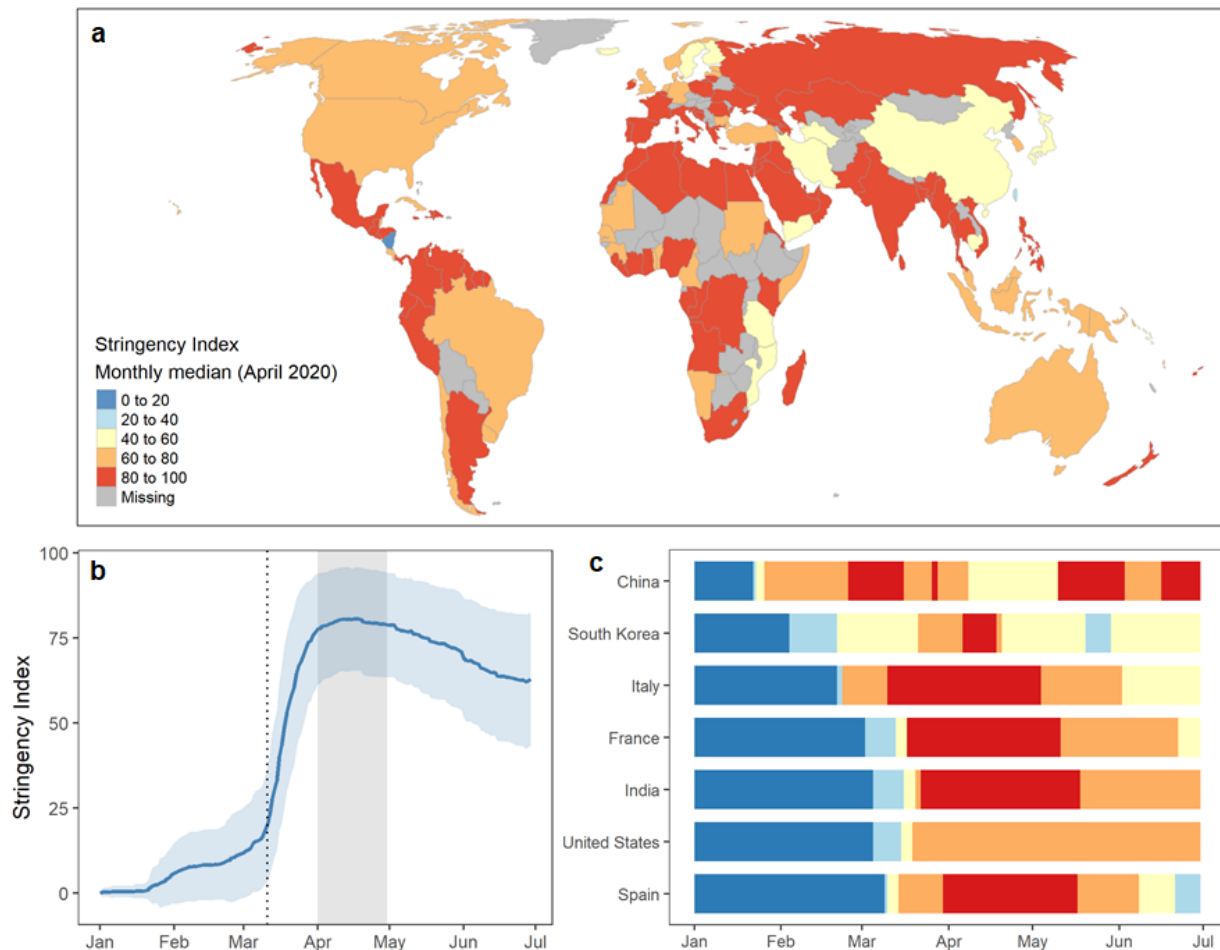 a
Stringency Index
Monthly median (April 2020)
0 to 20
20 to 40
40 to 60
60 to 80
80 to 100
Missing
b
Stringency Index
100
75
50
25
0
Jan Feb Mar Apr May Jun Jul
c
China
South Korea
Italy
France
India
United States
Spain
Jan Feb Mar Apr May Jun Jul